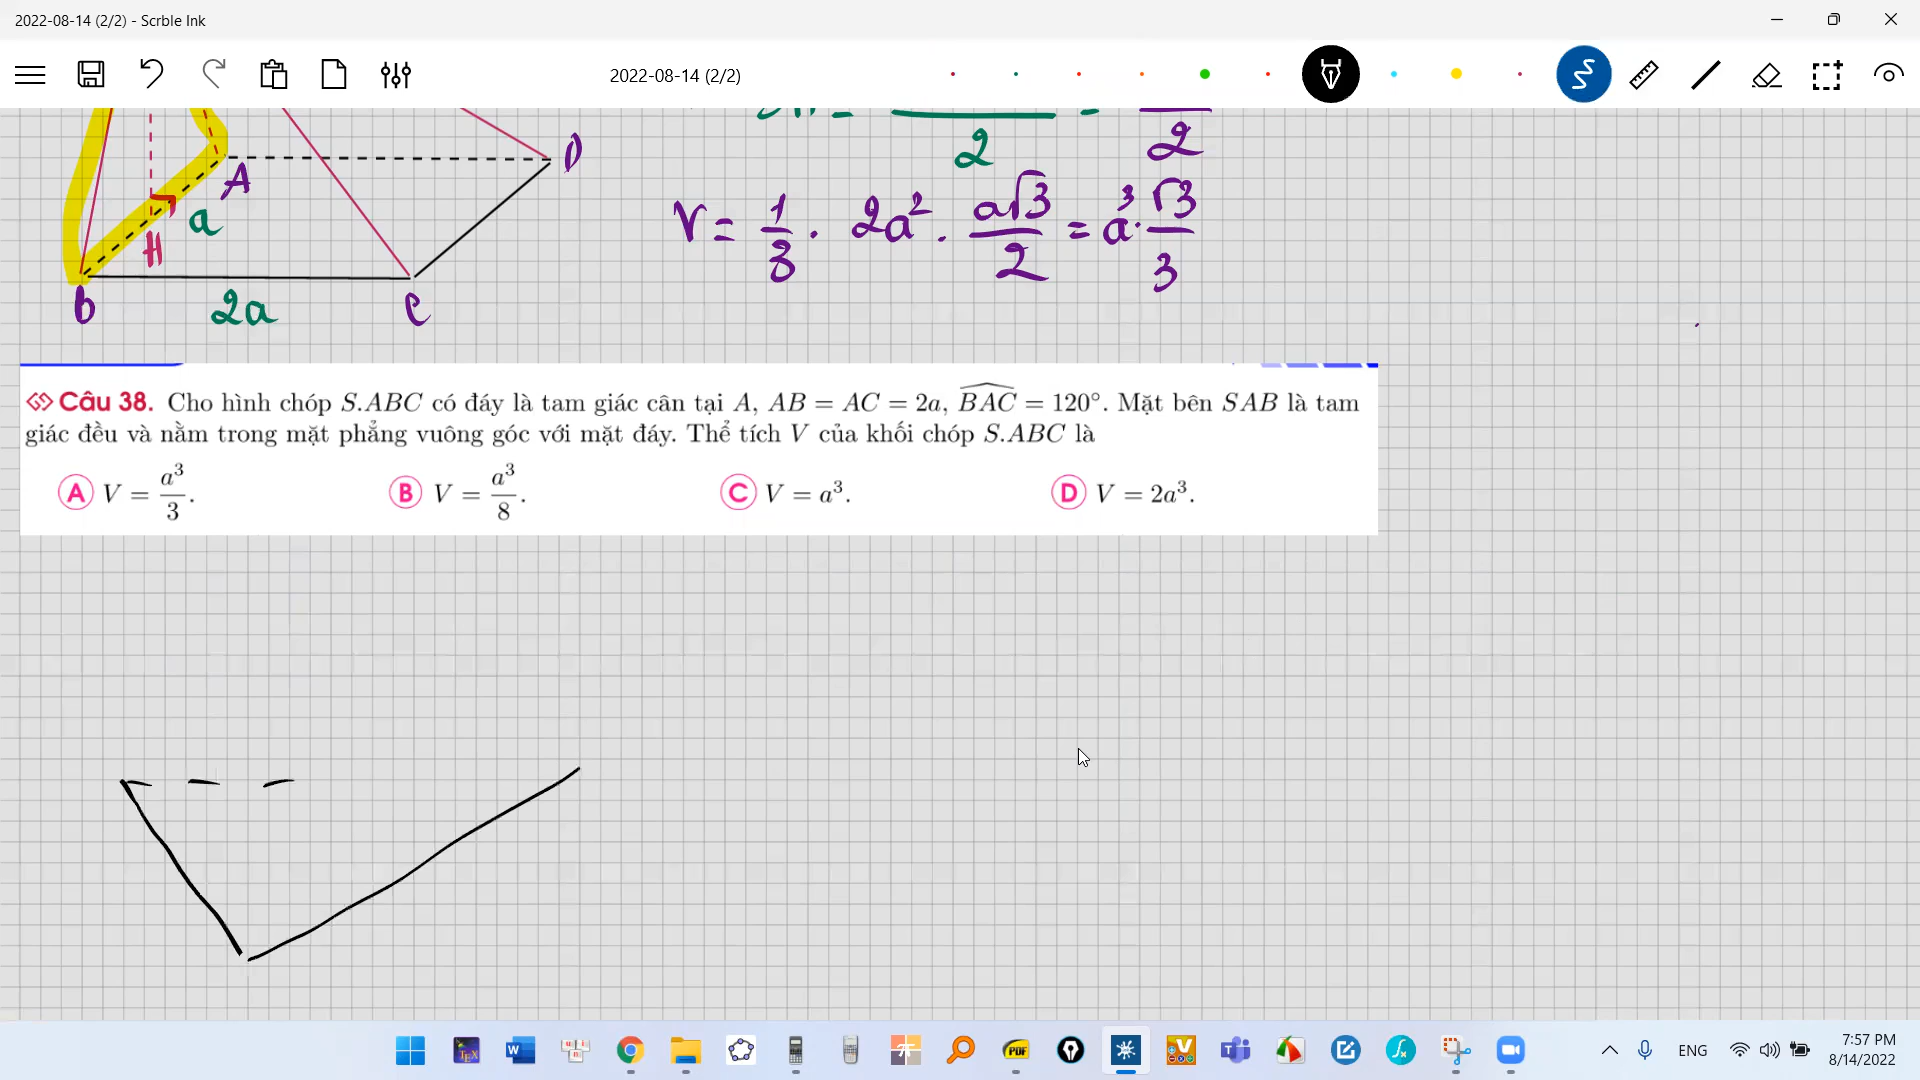 2022-08-14 (2/2) - Scrble Ink
2022-08-14 (2/2)
2
2
D
A
a
H
V = 1/3 · 2a² · a√3/2 = a³ · √3/3
B
2a
C
Câu 38. Cho hình chóp S.ABC có đáy là tam giác cân tại A, AB = AC = 2a, \widehat{BAC} = 120°. Mặt bên SAB là tam
giác đều và nằm trong mặt phẳng vuông góc với mặt đáy. Thể tích V của khối chóp S.ABC là
A V = a³/3. B V = a³/8. C V = a³. D V = 2a³.
ENG
7:57 PM
8/14/2022